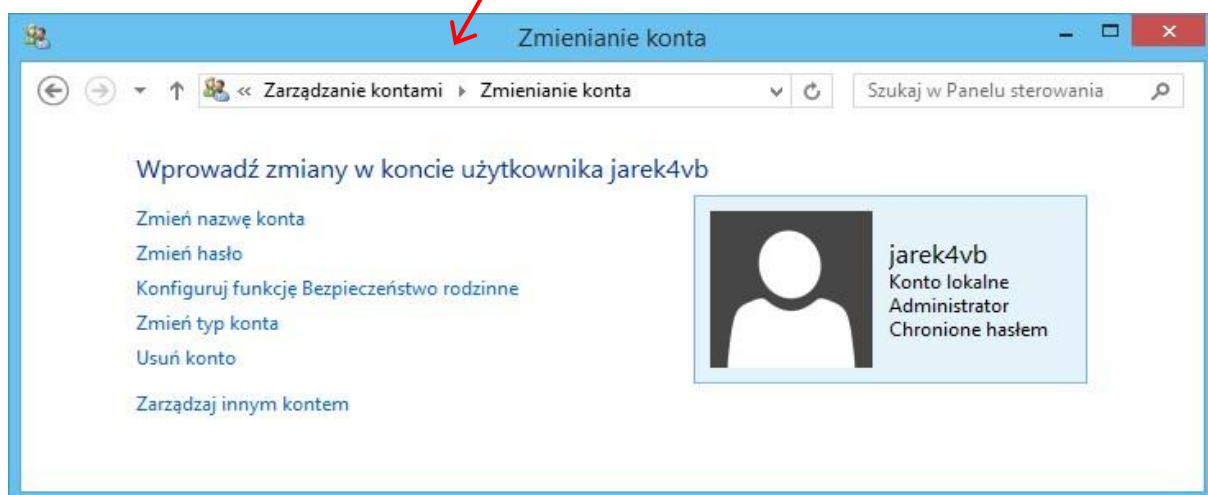 Zmienianie konta
« Zarządzanie kontami ▸ Zmienianie konta
Szukaj w Panelu sterowania
Wprowadź zmiany w koncie użytkownika jarek4vb
Zmień nazwę konta
Zmień hasło
Konfiguruj funkcję Bezpieczeństwo rodzinne
Zmień typ konta
Usuń konto
Zarządzaj innym kontem
jarek4vb
Konto lokalne
Administrator
Chronione hasłem